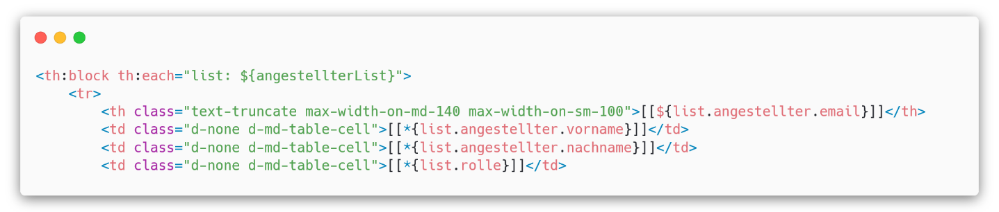 <th:block th:each="list: ${angestellterList}">
    <tr>
        <th class="text-truncate max-width-on-md-140 max-width-on-sm-100">[[${list.angestellter.email}]]</th>
        <td class="d-none d-md-table-cell">[[*{list.angestellter.vorname}]]</td>
        <td class="d-none d-md-table-cell">[[*{list.angestellter.nachname}]]</td>
        <td class="d-none d-md-table-cell">[[*{list.rolle}]]</td>